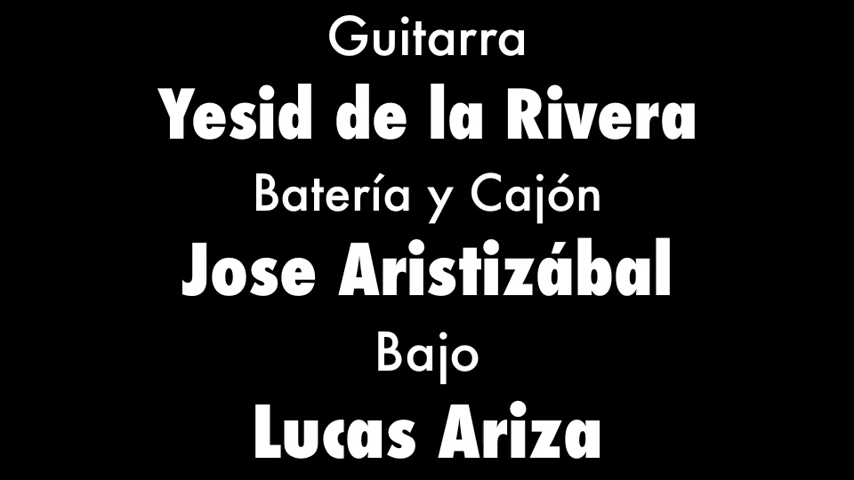 Guitarra
Yesid de la Rivera
Batería y Cajón
Jose Aristizábal
Bajo
Lucas Ariza